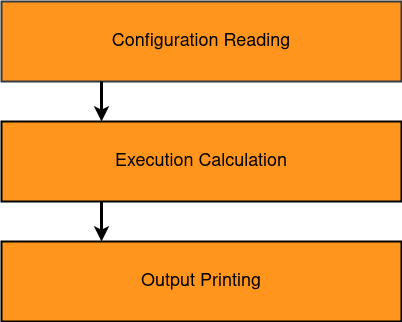 Configuration Reading
Execution Calculation
Output Printing